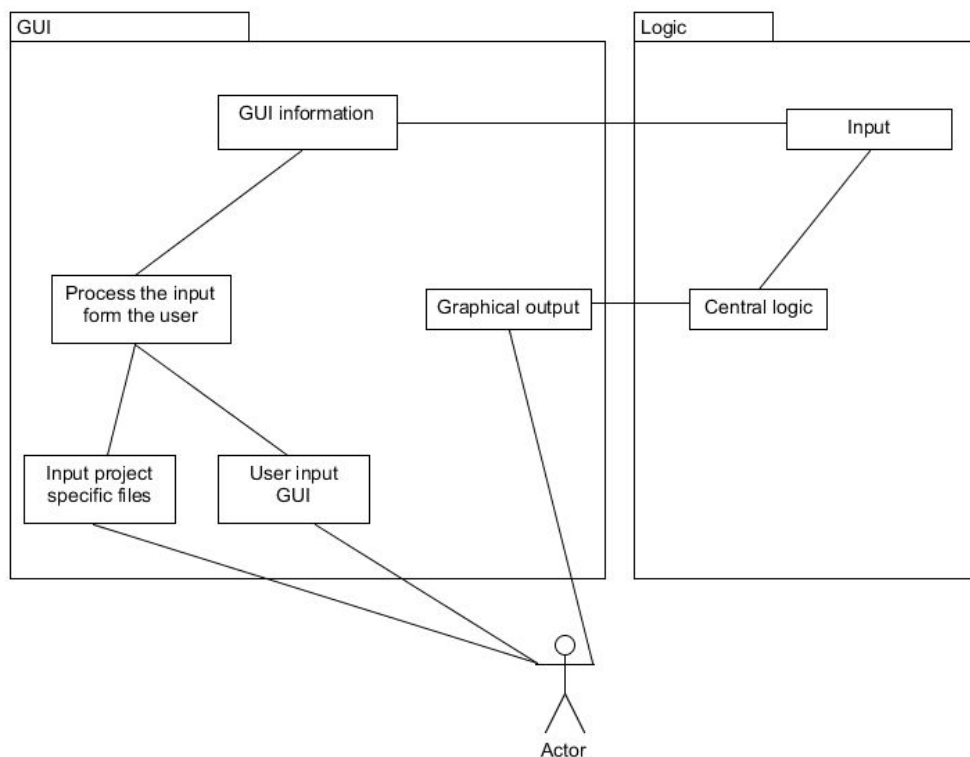 GUI
Logic
GUI information
Input
Process the input
form the user
Graphical output
Central logic
Input project
specific files
User input
GUI
Actor